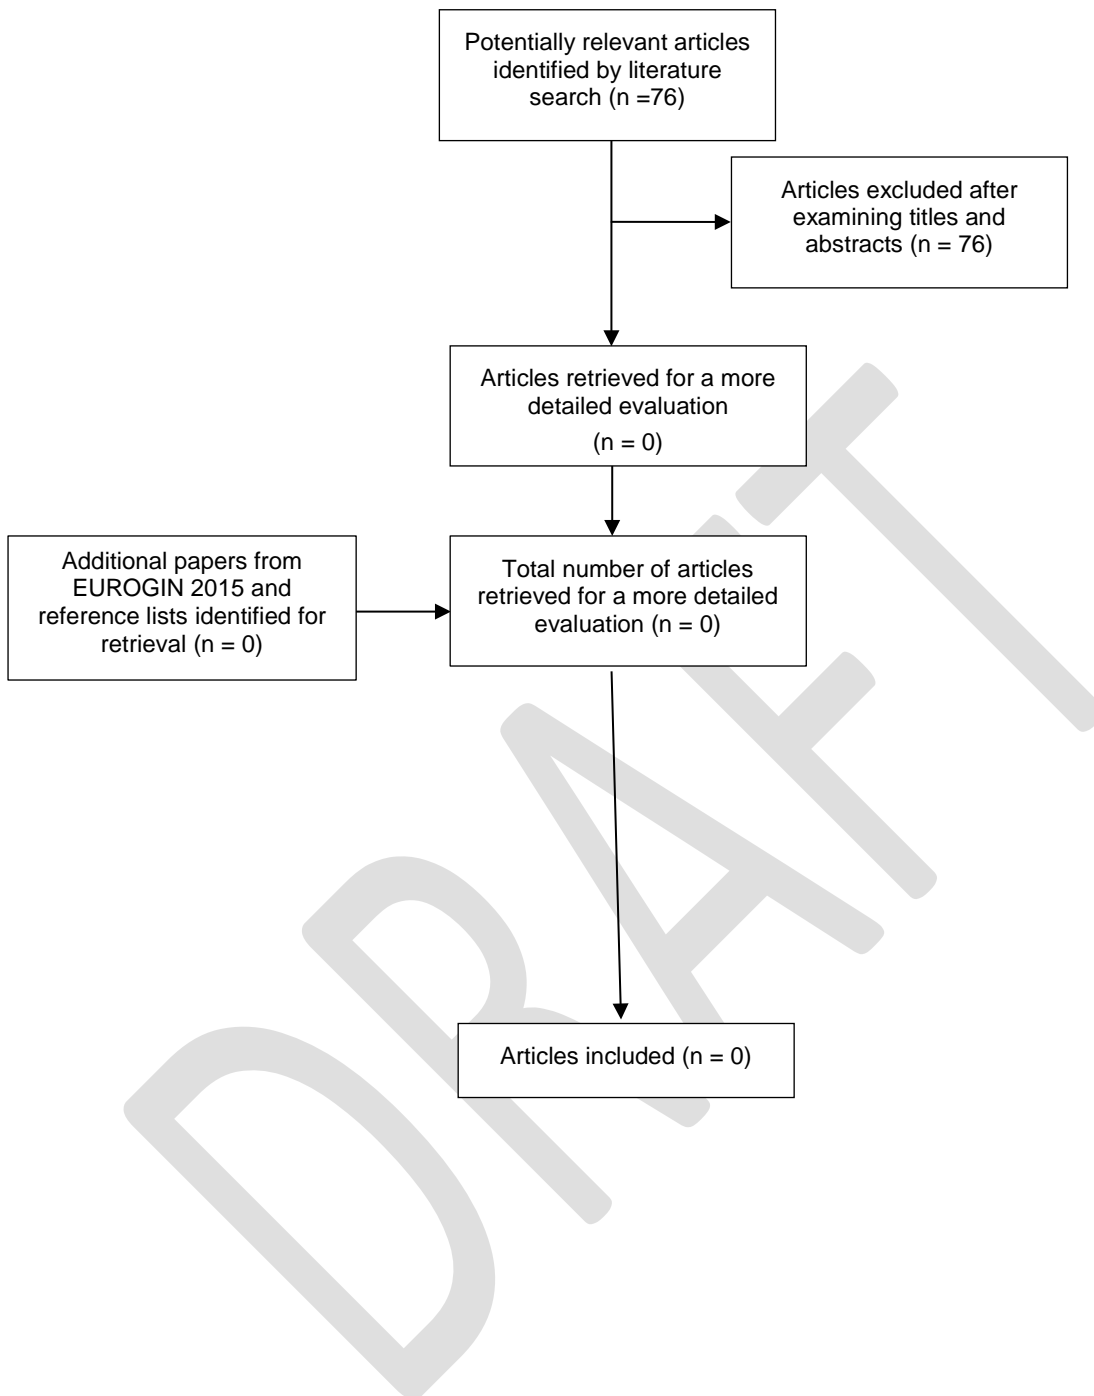 Potentially relevant articles
identified by literature
search (n =76)
Articles excluded after
examining titles and
abstracts (n = 76)
Articles retrieved for a more
detailed evaluation
(n = 0)
Additional papers from
EUROGIN 2015 and
reference lists identified for
retrieval (n = 0)
Total number of articles
retrieved for a more detailed
evaluation (n = 0)
Articles included (n = 0)
DRAFT